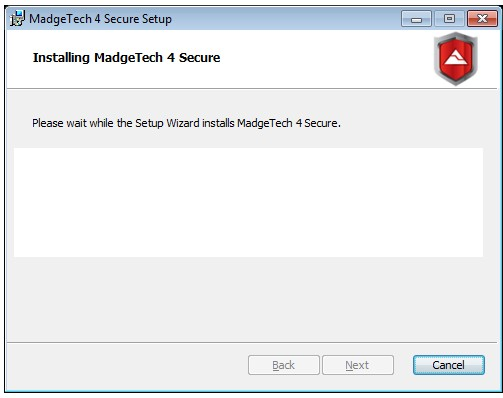 MadgeTech 4 Secure Setup
Installing MadgeTech 4 Secure
Please wait while the Setup Wizard installs MadgeTech 4 Secure.
Back Next Cancel